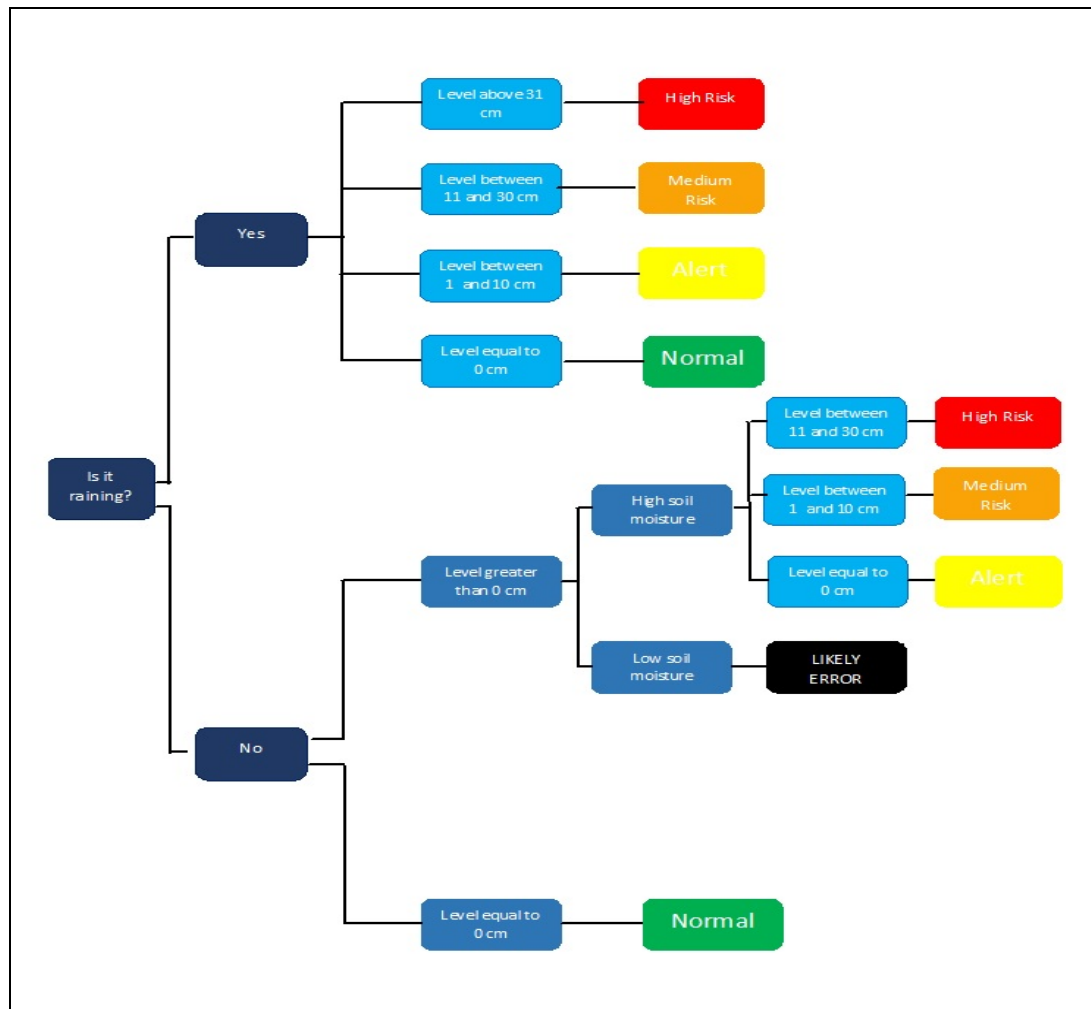 Level above 31
cm
High Risk
Level between
11 and 30 cm
Medium
Risk
Yes
Level between
1 and 10 cm
Alert
Level equal to
0 cm
Normal
Is it
raining?
Level between
11 and 30 cm
High Risk
High soil
moisture
Level between
1 and 10 cm
Medium
Risk
Level greater
than 0 cm
Level equal to
0 cm
Alert
Low soil
moisture
LIKELY
ERROR
No
Level equal to
0 cm
Normal